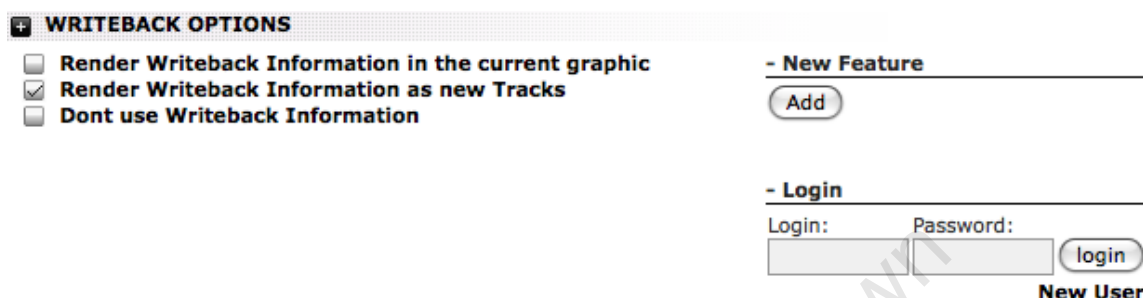 WRITEBACK OPTIONS
Render Writeback Information in the current graphic
Render Writeback Information as new Tracks
Dont use Writeback Information
- New Feature
Add
- Login
Login: Password:
login
New User